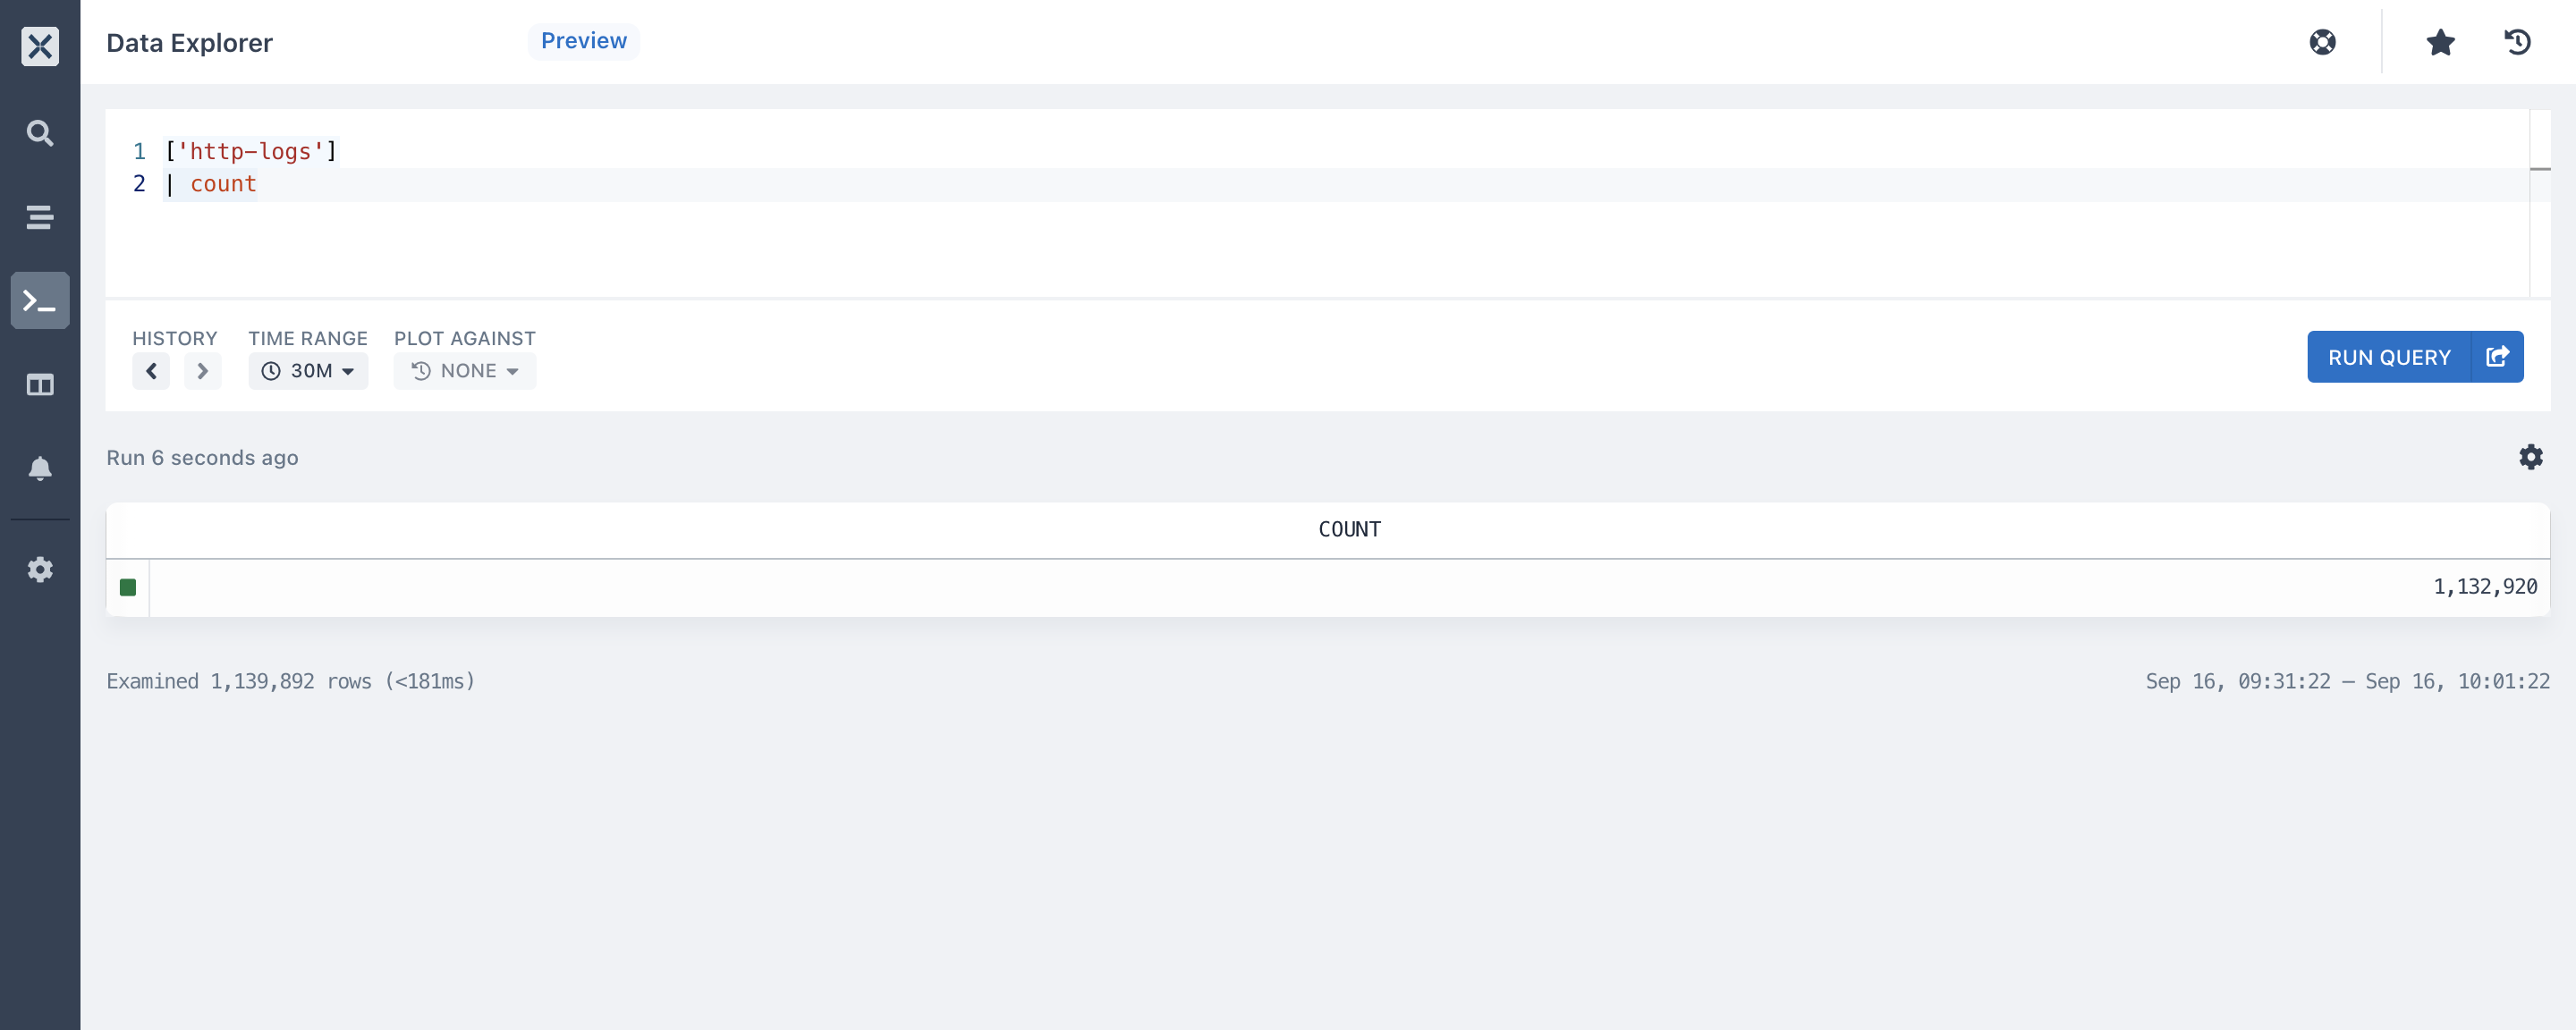 Data Explorer
Preview
1 ['http-logs']
2 | count
HISTORY TIME RANGE PLOT AGAINST
30M NONE
RUN QUERY
Run 6 seconds ago
COUNT
1,132,920
Examined 1,139,892 rows (<181ms)
Sep 16, 09:31:22 — Sep 16, 10:01:22